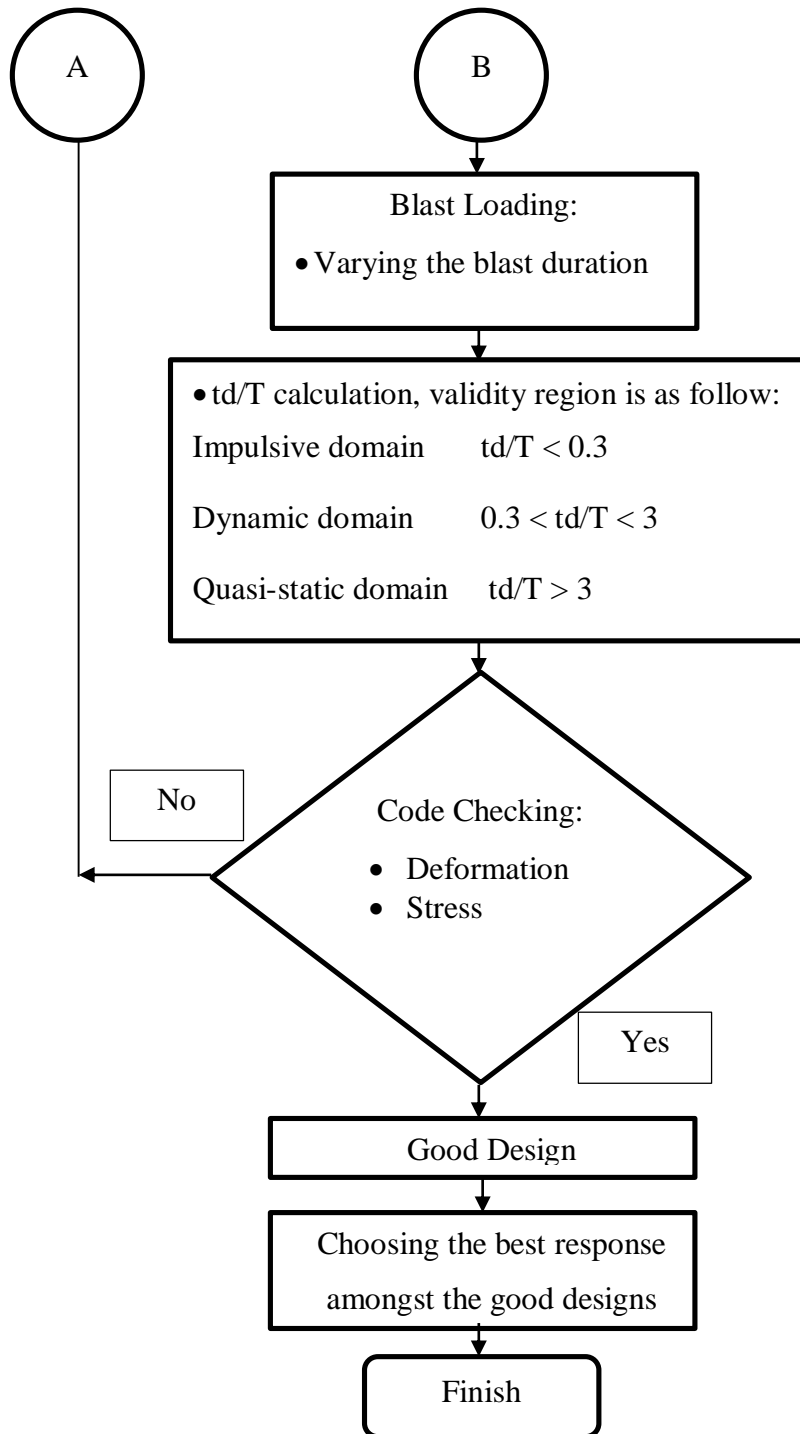 A
B
Blast Loading:
• Varying the blast duration
• td/T calculation, validity region is as follow:
Impulsive domain td/T < 0.3
Dynamic domain 0.3 < td/T < 3
Quasi-static domain td/T > 3
No
Code Checking:
• Deformation
• Stress
Yes
Good Design
Choosing the best response
amongst the good designs
Finish